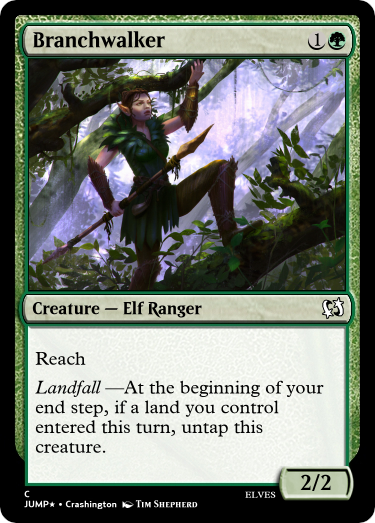 Branchwalker 1
Creature — Elf Ranger
Reach
Landfall —At the beginning of your
end step, if a land you control
entered this turn, untap this
creature.
2/2
C
JUMP★ • Crashington Tim Shepherd
ELVES